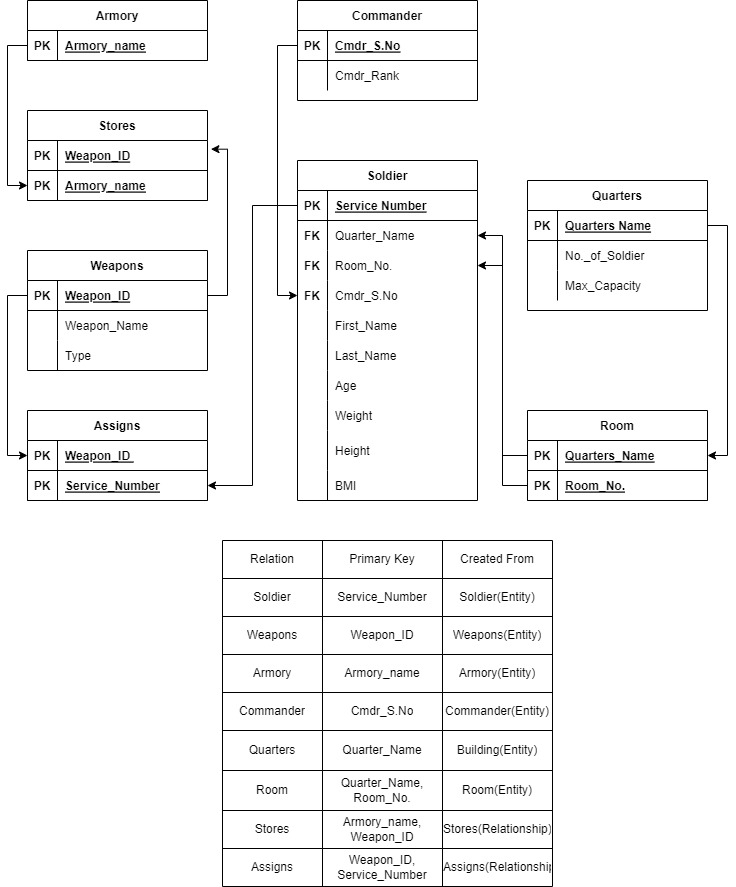 Armory
PK Armory_name
Commander
PK Cmdr_S.No
Cmdr_Rank
Stores
PK Weapon_ID
PK Armory_name
Soldier
PK Service Number
FK Quarter_Name
FK Room_No.
FK Cmdr_S.No
First_Name
Last_Name
Age
Weight
Height
BMI
Quarters
PK Quarters Name
No._of_Soldier
Max_Capacity
Weapons
PK Weapon_ID
Weapon_Name
Type
Assigns
PK Weapon_ID
PK Service_Number
Room
PK Quarters_Name
PK Room_No.
Relation Primary Key Created From
Soldier Service_Number Soldier(Entity)
Weapons Weapon_ID Weapons(Entity)
Armory Armory_name Armory(Entity)
Commander Cmdr_S.No Commander(Entity)
Quarters Quarter_Name Building(Entity)
Room Quarter_Name, Room(Entity)
Room_No.
Stores Armory_name, Stores(Relationship)
Weapon_ID
Assigns Weapon_ID, Assigns(Relationship
Service_Number